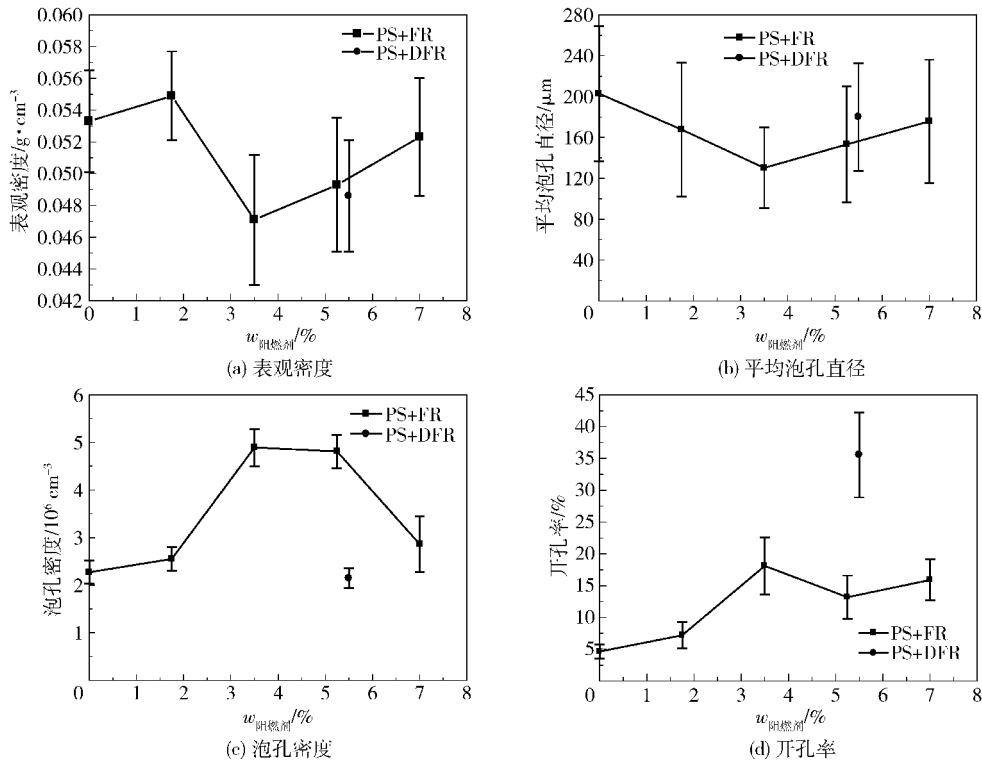 0.060
0.058
0.056
0.054
0.052
0.050
0.048
0.046
0.044
0.042
表观密度/g·cm⁻³
PS+FR
PS+DFR
0 1 2 3 4 5 6 7 8
w阻燃剂/%
(a) 表观密度
280
240
200
160
120
80
40
0
平均泡孔直径/μm
PS+FR
PS+DFR
0 1 2 3 4 5 6 7 8
w阻燃剂/%
(b) 平均泡孔直径
6
5
4
3
2
1
0
泡孔密度/10⁶ cm⁻³
PS+FR
PS+DFR
1 2 3 4 5 6 7 8
w阻燃剂/%
(c) 泡孔密度
45
40
35
30
25
20
15
10
5
开孔率/%
PS+FR
PS+DFR
0 1 2 3 4 5 6 7 8
w阻燃剂/%
(d) 开孔率